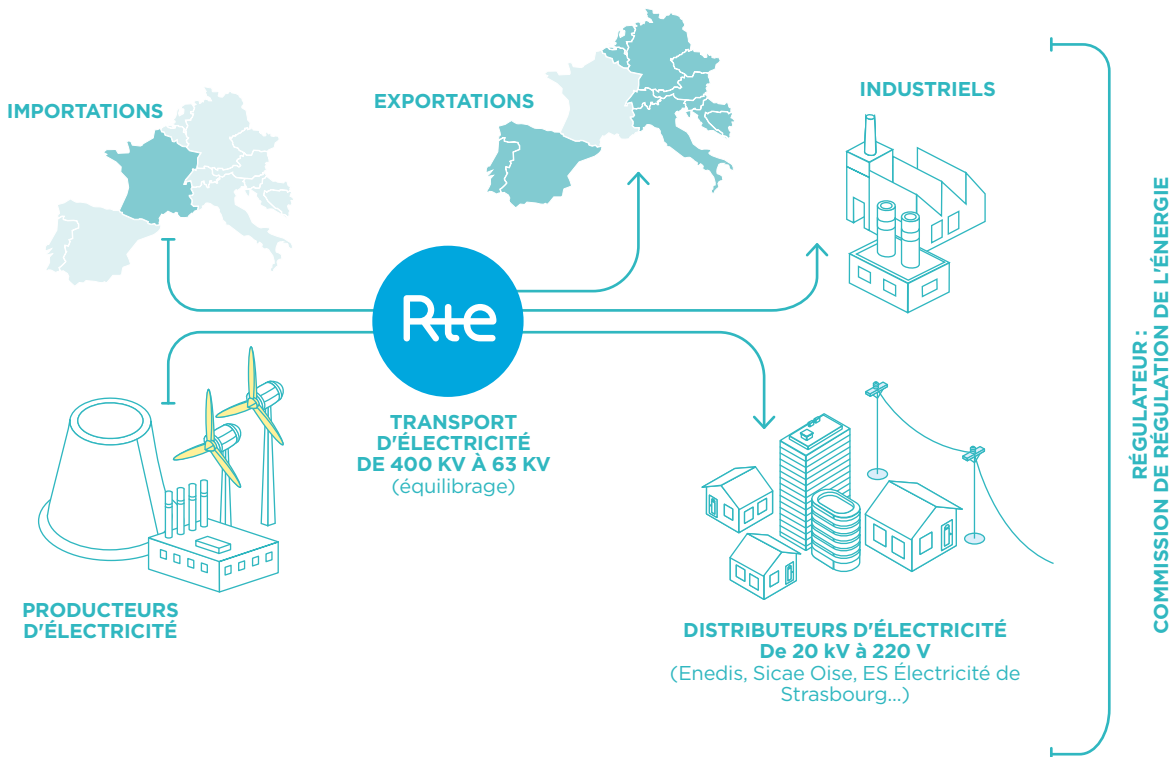 IMPORTATIONS
EXPORTATIONS
INDUSTRIELS
Rte
TRANSPORT
D'ÉLECTRICITÉ
DE 400 KV À 63 KV
(équilibrage)
PRODUCTEURS
D'ÉLECTRICITÉ
DISTRIBUTEURS D'ÉLECTRICITÉ
De 20 kV à 220 V
(Enedis, Sicae Oise, ES Électricité de
Strasbourg...)
RÉGULATEUR :
COMMISSION DE RÉGULATION DE L'ÉNERGIE